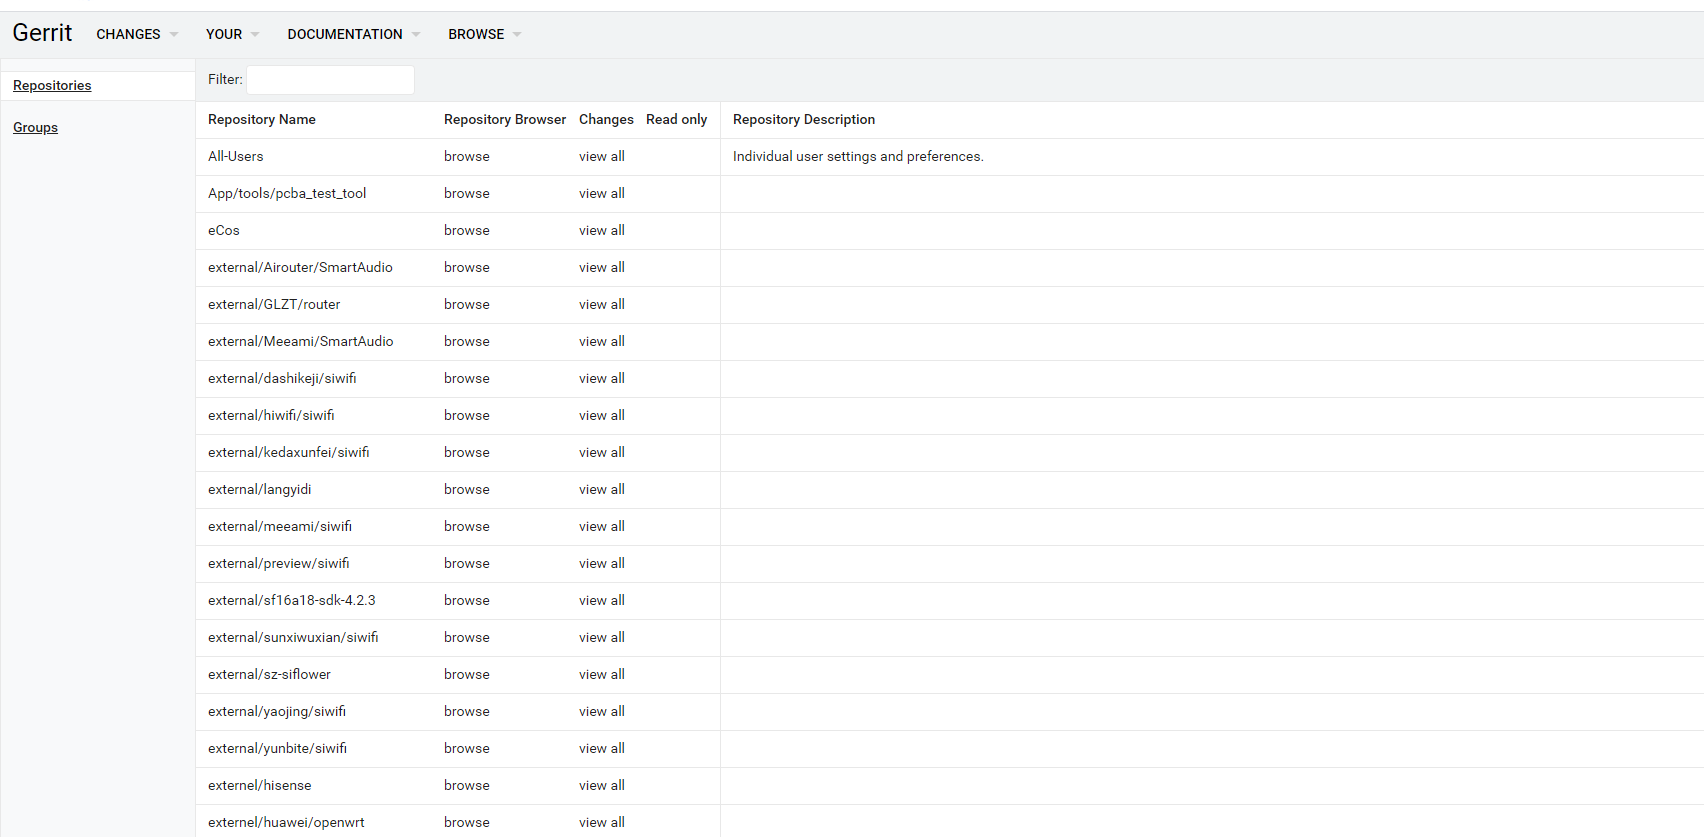 Gerrit CHANGES YOUR DOCUMENTATION BROWSE
Repositories
Groups
Filter:
Repository Name Repository Browser Changes Read only Repository Description
All-Users browse view all Individual user settings and preferences.
App/tools/pcba_test_tool browse view all
eCos browse view all
external/Airouter/SmartAudio browse view all
external/GLZT/router browse view all
external/Meeami/SmartAudio browse view all
external/dashikeji/siwifi browse view all
external/hiwifi/siwifi browse view all
external/kedaxunfei/siwifi browse view all
external/langyidi browse view all
external/meeami/siwifi browse view all
external/preview/siwifi browse view all
external/sf16a18-sdk-4.2.3 browse view all
external/sunxiwuxian/siwifi browse view all
external/sz-siflower browse view all
external/yaojing/siwifi browse view all
external/yunbite/siwifi browse view all
externel/hisense browse view all
externel/huawei/openwrt browse view all